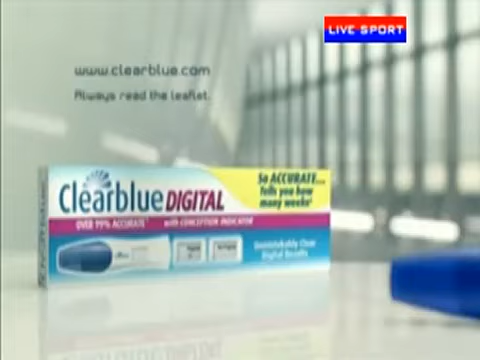 LIVE SPORT
www.clearblue.com
Always read the leaflet.
Clearblue DIGITAL
So ACCURATE...
Tells you how
many weeks
OVER 99% ACCURATE
with CONCEPTION INDICATOR
Unmistakably Clear
Digital Results